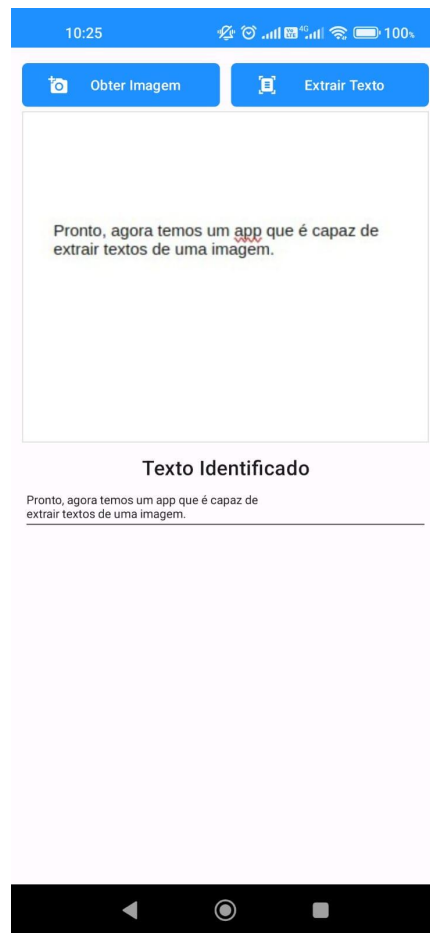 10:25
4G
100%
Obter Imagem
Extrair Texto
Pronto, agora temos um app que é capaz de
extrair textos de uma imagem.
Texto Identificado
Pronto, agora temos um app que é capaz de
extrair textos de uma imagem.